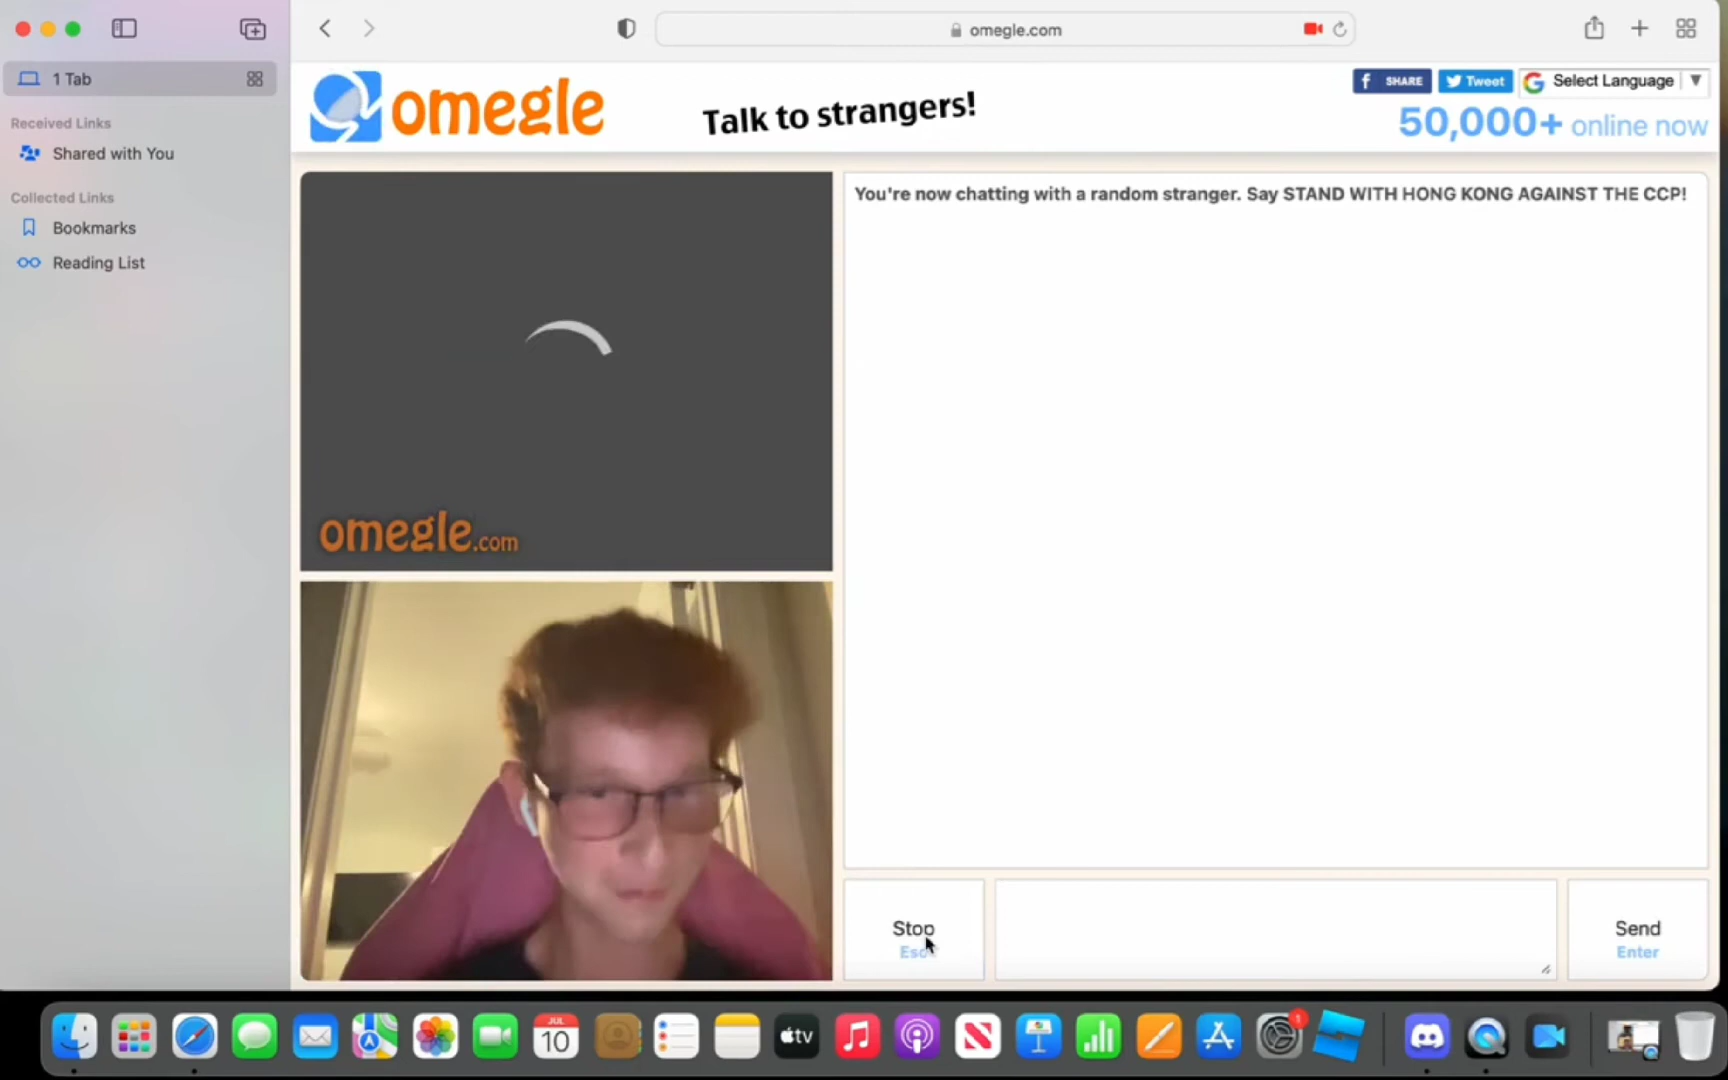 omegle.com
1 Tab
Received Links
Shared with You
Collected Links
Bookmarks
Reading List
omegle
Talk to strangers!
f SHARE
Tweet
G Select Language ▼
50,000+ online now
omegle.com
You're now chatting with a random stranger. Say STAND WITH HONG KONG AGAINST THE CCP!
Stop
Esc
Send
Enter
JUL
10
tv
1